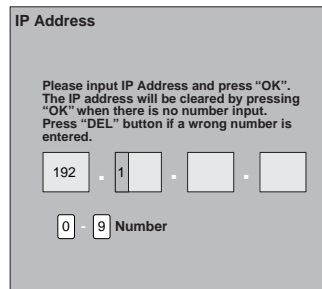 IP Address
Please input IP Address and press “OK”.
The IP address will be cleared by pressing
“OK” when there is no number input.
Press “DEL” button if a wrong number is
entered.
192 . 1 . .
0 - 9 Number